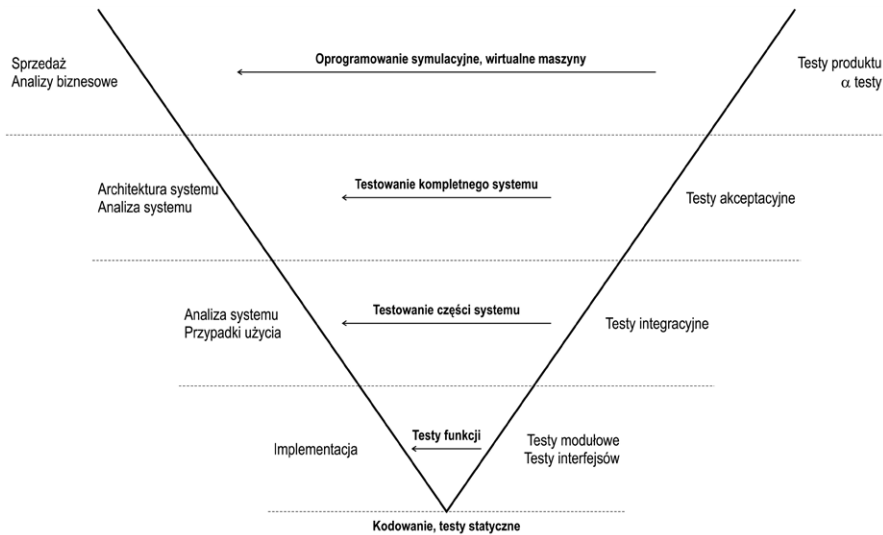 Sprzedaż
Analizy biznesowe
Oprogramowanie symulacyjne, wirtualne maszyny
Testy produktu
α testy
Architektura systemu
Analiza systemu
Testowanie kompletnego systemu
Testy akceptacyjne
Analiza systemu
Przypadki użycia
Testowanie części systemu
Testy integracyjne
Implementacja
Testy funkcji
Testy modułowe
Testy interfejsów
Kodowanie, testy statyczne